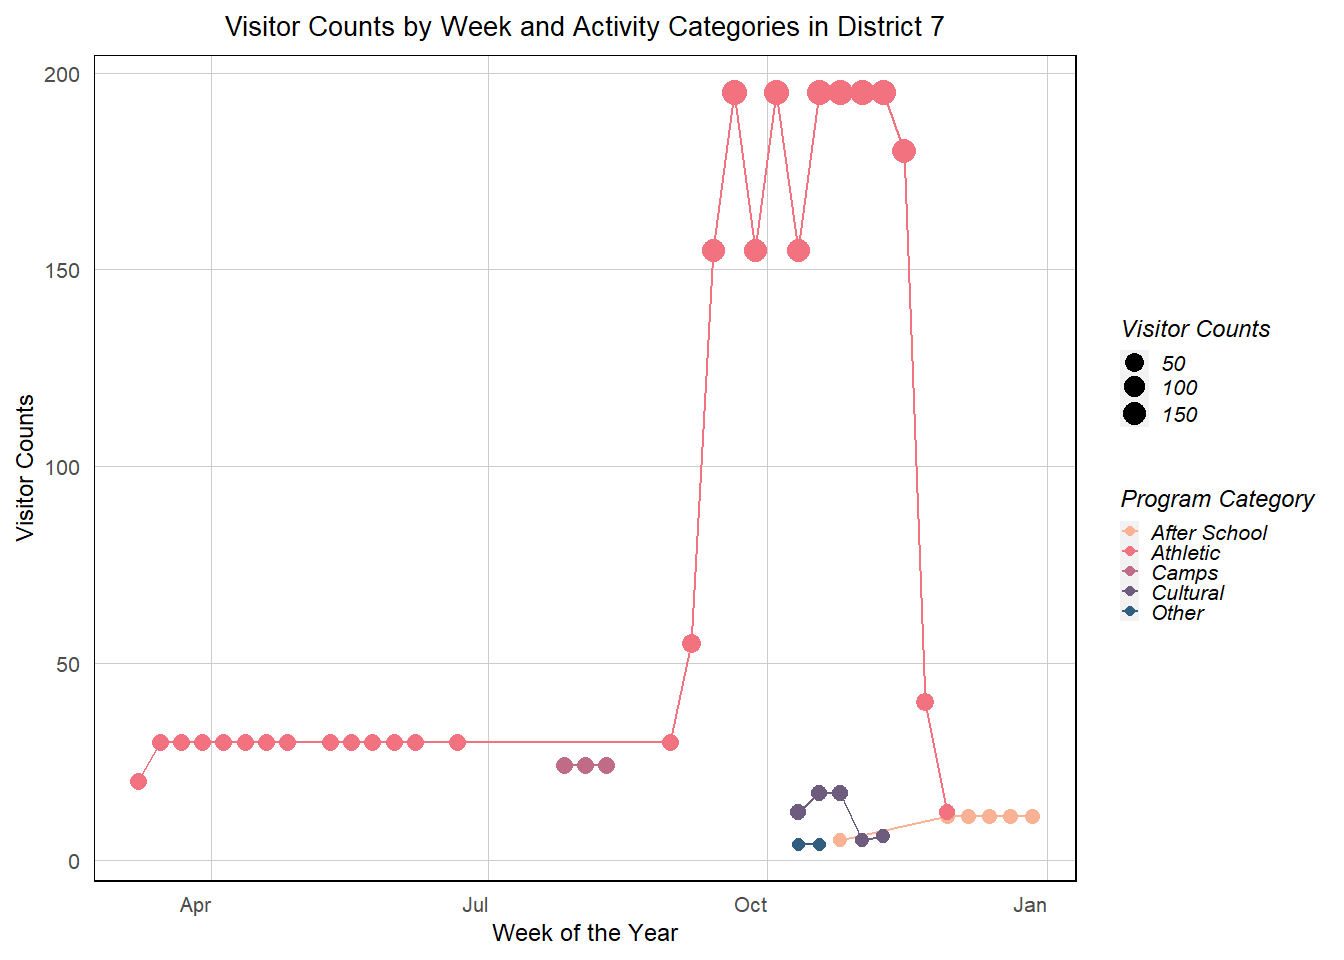 Visitor Counts by Week and Activity Categories in District 7
Visitor Counts
200
150
100
50
0
Apr
Jul
Oct
Jan
Week of the Year
Visitor Counts
50
100
150
Program Category
After School
Athletic
Camps
Cultural
Other